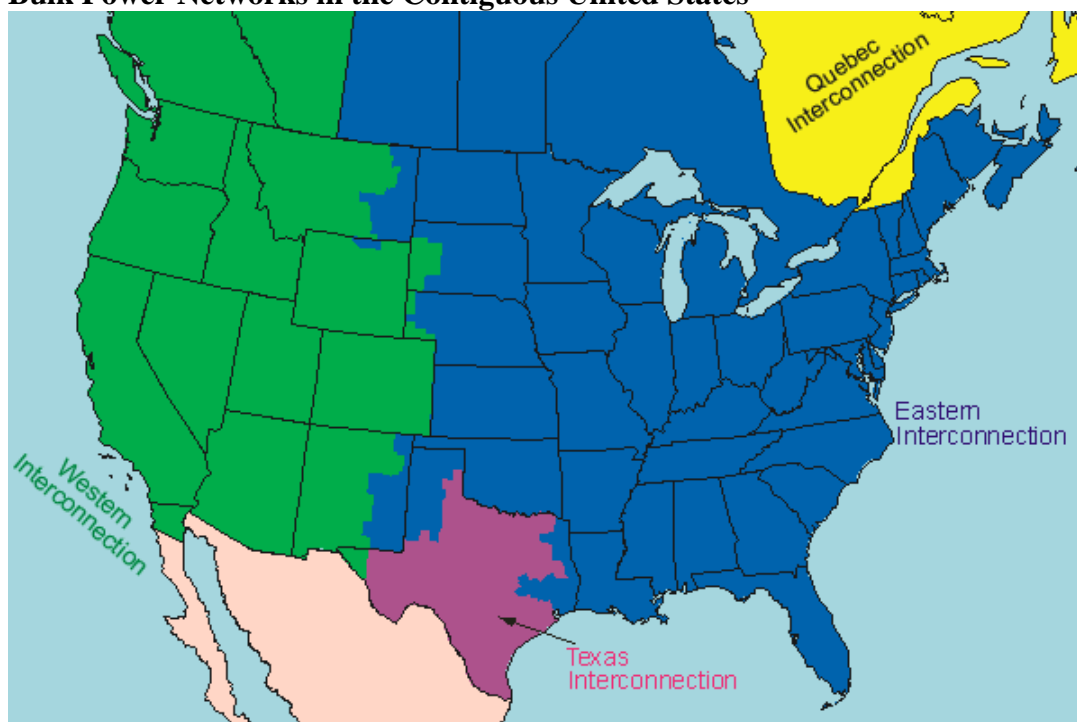 Bulk Power Networks in the Contiguous United States
Quebec
Interconnection
Eastern
Interconnection
Western
Interconnection
Texas
Interconnection